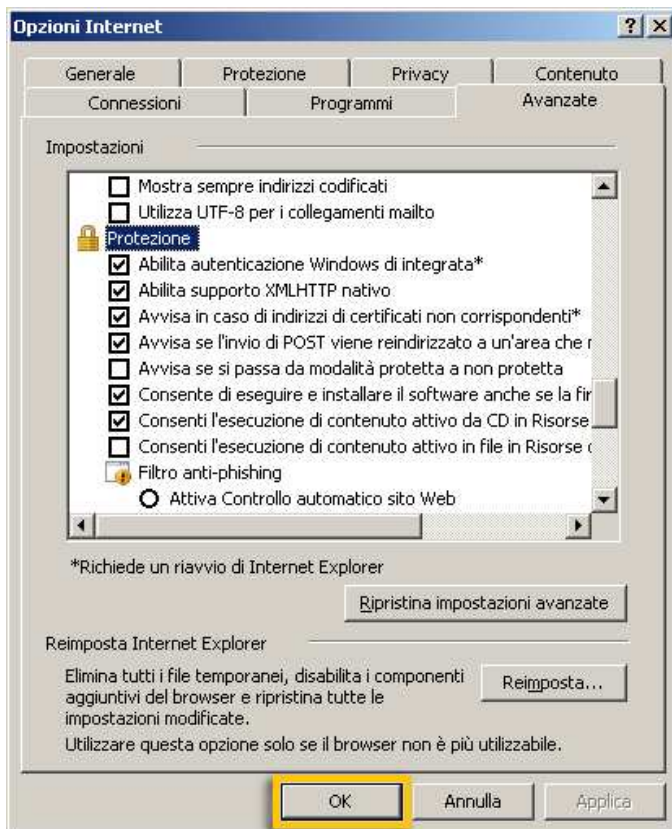 Opzioni Internet
Generale Protezione Privacy Contenuto
Connessioni Programmi Avanzate
Impostazioni
Mostra sempre indirizzi codificati
Utilizza UTF-8 per i collegamenti mailto
Protezione
Abilita autenticazione Windows di integrata*
Abilita supporto XMLHTTP nativo
Avvisa in caso di indirizzi di certificati non corrispondenti*
Avvisa se l'invio di POST viene reindirizzato a un'area che
Avvisa se si passa da modalità protetta a non protetta
Consente di eseguire e installare il software anche se la fir
Consenti l'esecuzione di contenuto attivo da CD in Risorse
Consenti l'esecuzione di contenuto attivo in file in Risorse
Filtro anti-phishing
Attiva Controllo automatico sito Web
*Richiede un riavvio di Internet Explorer
Ripristina impostazioni avanzate
Reimposta Internet Explorer
Elimina tutti i file temporanei, disabilita i componenti
aggiuntivi del browser e ripristina tutte le
impostazioni modificate.
Reimposta...
Utilizzare questa opzione solo se il browser non è più utilizzabile.
OK Annulla Applica